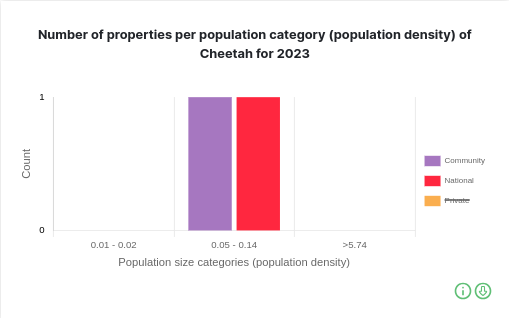 Number of properties per population category (population density) of
Cheetah for 2023
1
Count
0
0.01 - 0.02
0.05 - 0.14
>5.74
Population size categories (population density)
Community
National
Private